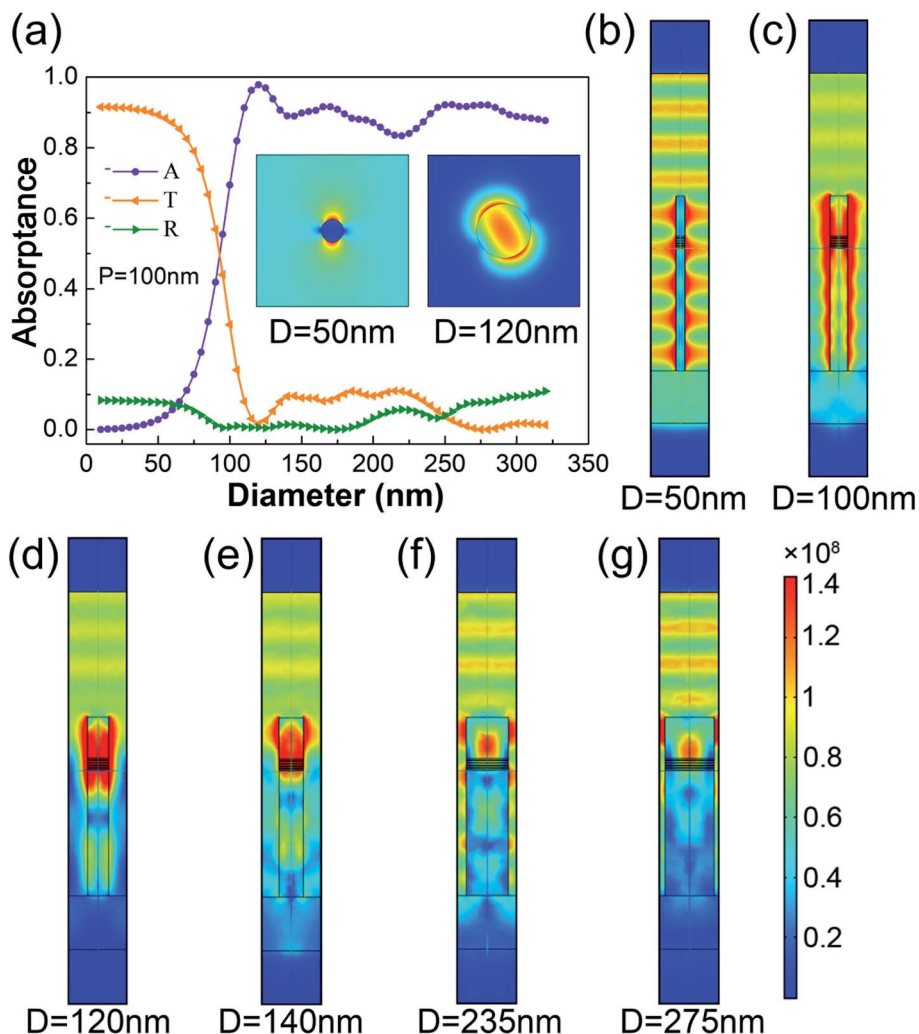 (a)
(b)
(c)
Absorptance
1.0
0.8
0.6
0.4
0.2
0.0
A
T
R
P=100nm
D=50nm
D=120nm
0
50
100
150
200
250
300
350
Diameter (nm)
D=50nm
D=100nm
(d)
(e)
(f)
(g)
×10⁸
1.4
1.2
1
0.8
0.6
0.4
0.2
D=120nm
D=140nm
D=235nm
D=275nm